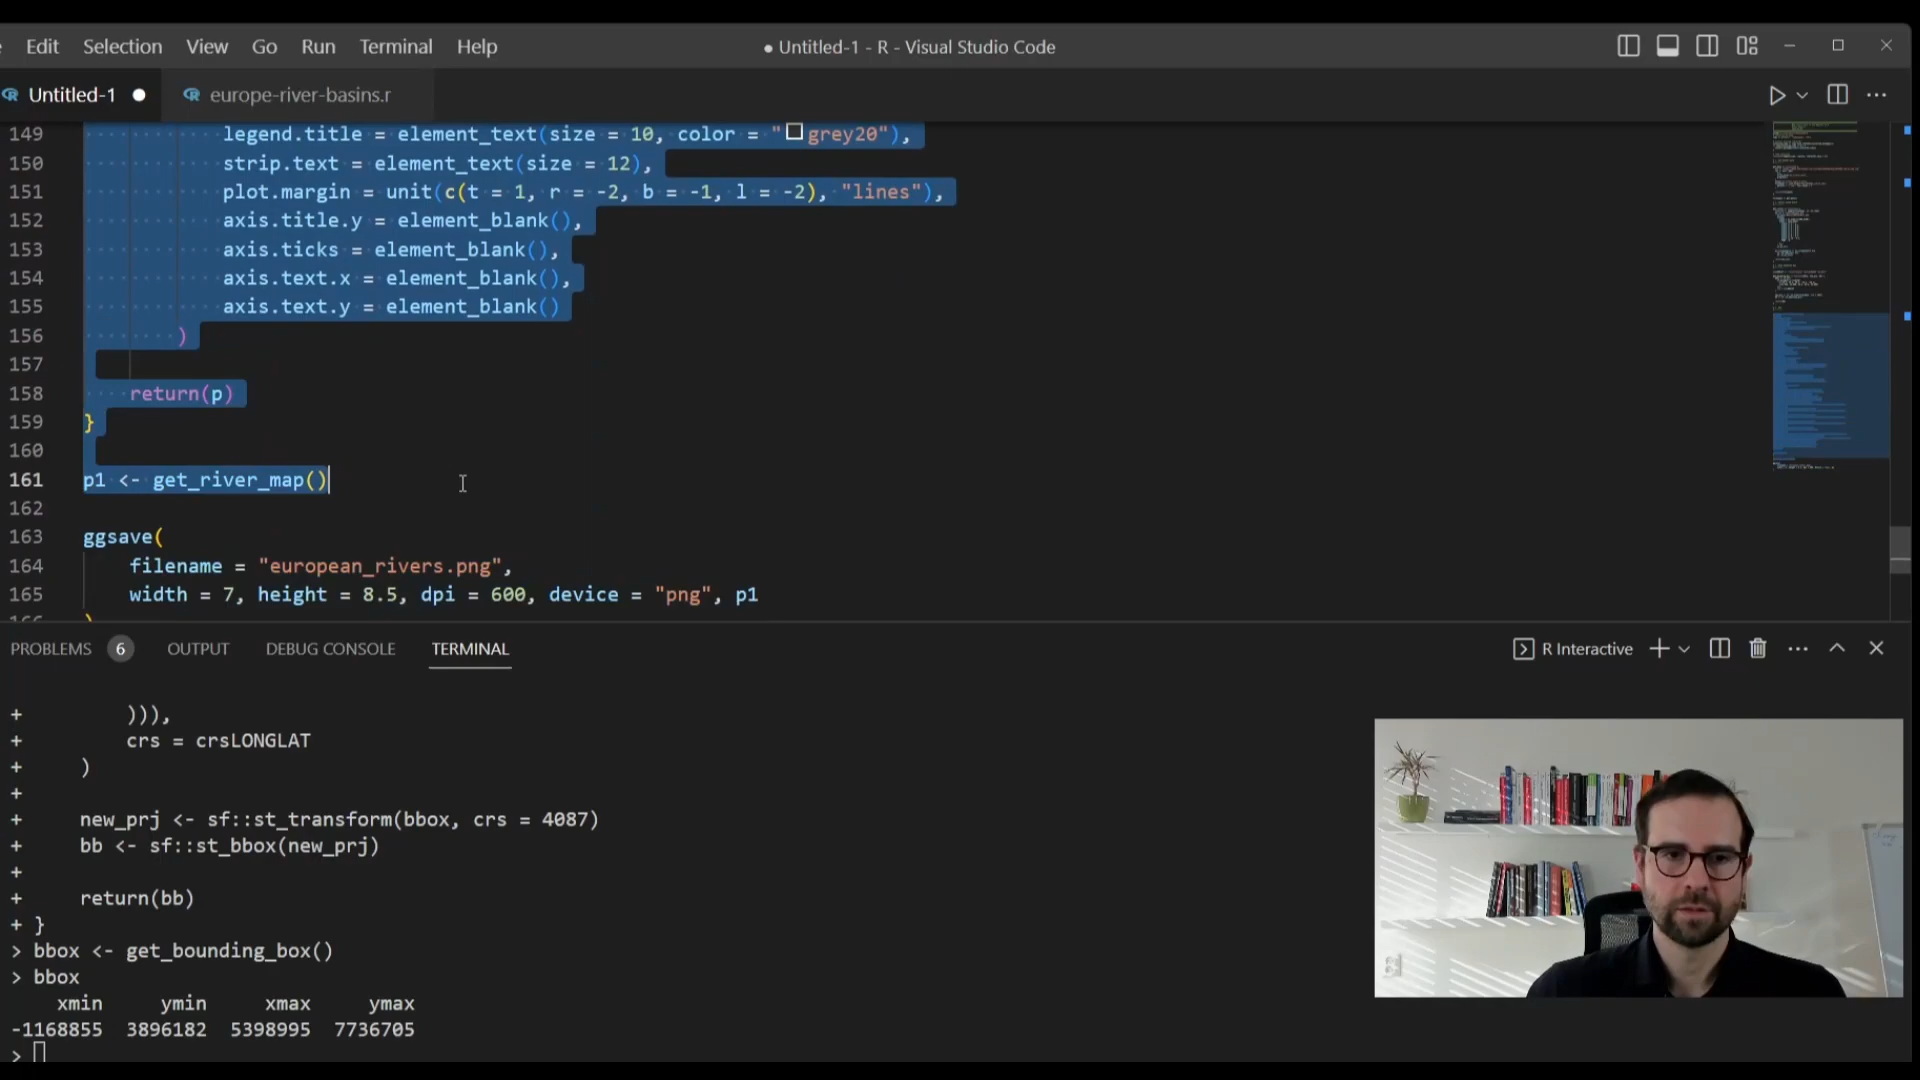 Edit Selection View Go Run Terminal Help
● Untitled-1 - R - Visual Studio Code
Untitled-1 ●
europe-river-basins.r
149 legend.title = element_text(size = 10, color = "grey20"),
150 strip.text = element_text(size = 12),
151 plot.margin = unit(c(t = 1, r = -2, b = -1, l = -2), "lines"),
152 axis.title.y = element_blank(),
153 axis.ticks = element_blank(),
154 axis.text.x = element_blank(),
155 axis.text.y = element_blank()
156 )
157
158 return(p)
159 }
160
161 p1 <- get_river_map()
162
163 ggsave(
164 filename = "european_rivers.png",
165 width = 7, height = 8.5, dpi = 600, device = "png", p1
PROBLEMS 6 OUTPUT DEBUG CONSOLE TERMINAL
R Interactive
+ ))),
+ crs = crsLONGLAT
+ )
+
+ new_prj <- sf::st_transform(bbox, crs = 4087)
+ bb <- sf::st_bbox(new_prj)
+
+ return(bb)
+ }
> bbox <- get_bounding_box()
> bbox
xmin ymin xmax ymax
-1168855 3896182 5398995 7736705
>